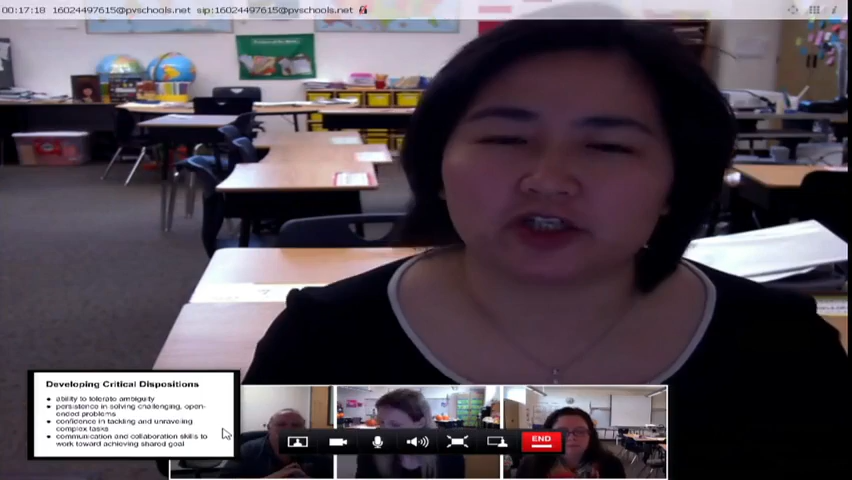 00:17:18 16024497615@pvschools.net sip:16024497615@pvschools.net
Developing Critical Dispositions
● ability to tolerate ambiguity
● persistence in solving challenging, open-
ended problems
● confidence in tackling and unraveling
complex tasks
● communication and collaboration skills to
work toward achieving shared goal
END